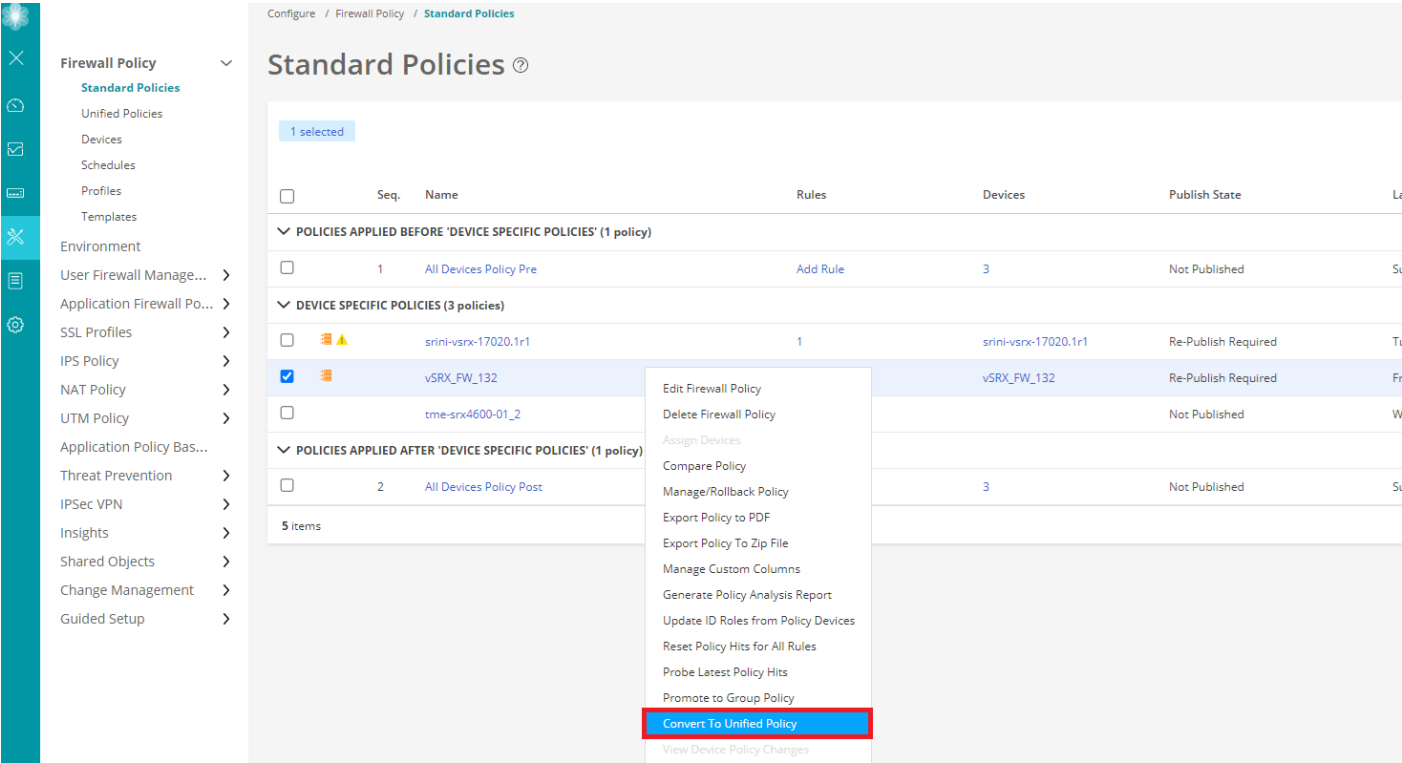 Configure / Firewall Policy / Standard Policies
Firewall Policy
Standard Policies
Unified Policies
Devices
Schedules
Profiles
Templates
Environment
User Firewall Manage...
Application Firewall Po...
SSL Profiles
IPS Policy
NAT Policy
UTM Policy
Application Policy Bas...
Threat Prevention
IPSec VPN
Insights
Shared Objects
Change Management
Guided Setup
Standard Policies
1 selected
Seq. Name Rules Devices Publish State La
POLICIES APPLIED BEFORE 'DEVICE SPECIFIC POLICIES' (1 policy)
1 All Devices Policy Pre Add Rule 3 Not Published Su
DEVICE SPECIFIC POLICIES (3 policies)
srini-vsrx-17020.1r1 1 srini-vsrx-17020.1r1 Re-Publish Required Tu
vSRX_FW_132 vSRX_FW_132 Re-Publish Required Fr
tme-srx4600-01_2 Not Published W
POLICIES APPLIED AFTER 'DEVICE SPECIFIC POLICIES' (1 policy)
2 All Devices Policy Post 3 Not Published Su
5 items
Edit Firewall Policy
Delete Firewall Policy
Assign Devices
Compare Policy
Manage/Rollback Policy
Export Policy to PDF
Export Policy To Zip File
Manage Custom Columns
Generate Policy Analysis Report
Update ID Roles from Policy Devices
Reset Policy Hits for All Rules
Probe Latest Policy Hits
Promote to Group Policy
Convert To Unified Policy
View Device Policy Changes